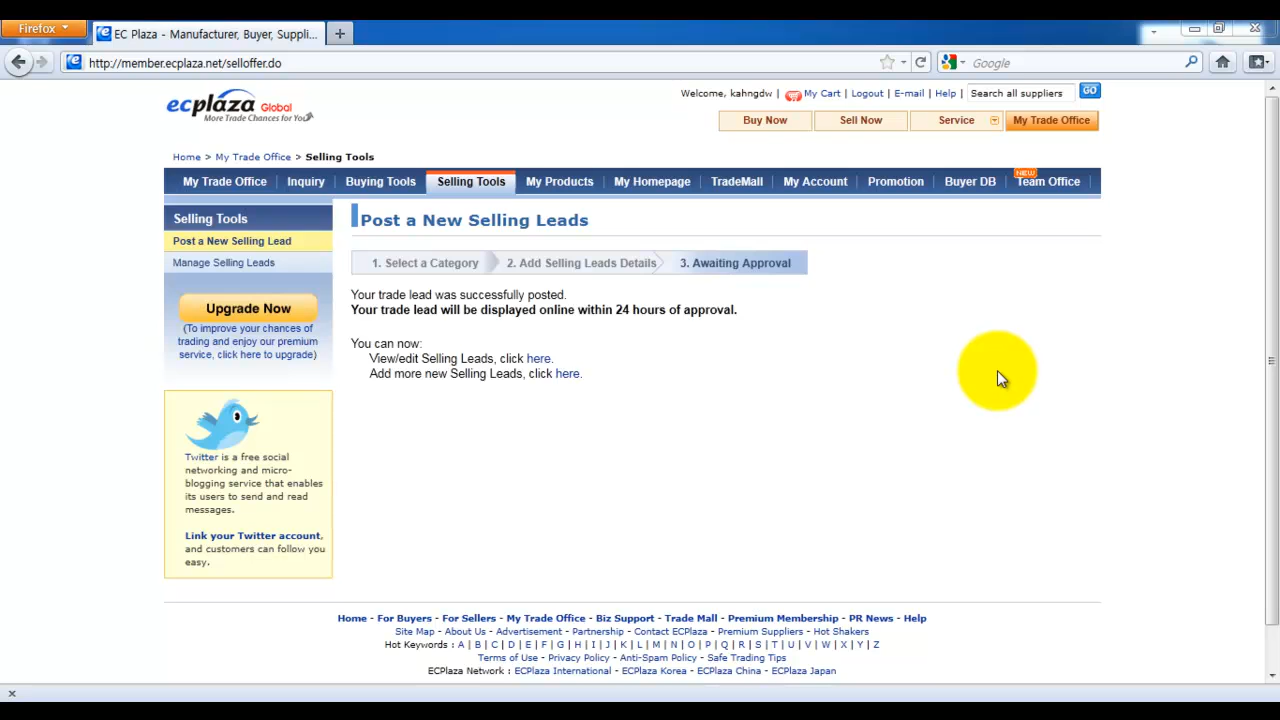 Firefox
EC Plaza - Manufacturer, Buyer, Suppli...
http://member.ecplaza.net/selloffer.do
Google
ecplaza Global
More Trade Chances for You
Welcome, kahngdw My Cart Logout E-mail Help Search all suppliers GO
Buy Now Sell Now Service My Trade Office
Home > My Trade Office > Selling Tools
NEW
My Trade Office Inquiry Buying Tools Selling Tools My Products My Homepage TradeMall My Account Promotion Buyer DB Team Office
Selling Tools
Post a New Selling Lead
Manage Selling Leads
Upgrade Now
(To improve your chances of
trading and enjoy our premium
service, click here to upgrade)
Twitter is a free social
networking and micro-
blogging service that enables
its users to send and read
messages.
Link your Twitter account,
and customers can follow you
easy.
Post a New Selling Leads
1. Select a Category 2. Add Selling Leads Details 3. Awaiting Approval
Your trade lead was successfully posted.
Your trade lead will be displayed online within 24 hours of approval.
You can now:
View/edit Selling Leads, click here.
Add more new Selling Leads, click here.
Home - For Buyers - For Sellers - My Trade Office - Biz Support - Trade Mall - Premium Membership - PR News - Help
Site Map - About Us - Advertisement - Partnership - Contact ECPlaza - Premium Suppliers - Hot Shakers
Hot Keywords : A | B | C | D | E | F | G | H | I | J | K | L | M | N | O | P | Q | R | S | T | U | V | W | X | Y | Z
Terms of Use - Privacy Policy - Anti-Spam Policy - Safe Trading Tips
ECPlaza Network : ECPlaza International - ECPlaza Korea - ECPlaza China - ECPlaza Japan